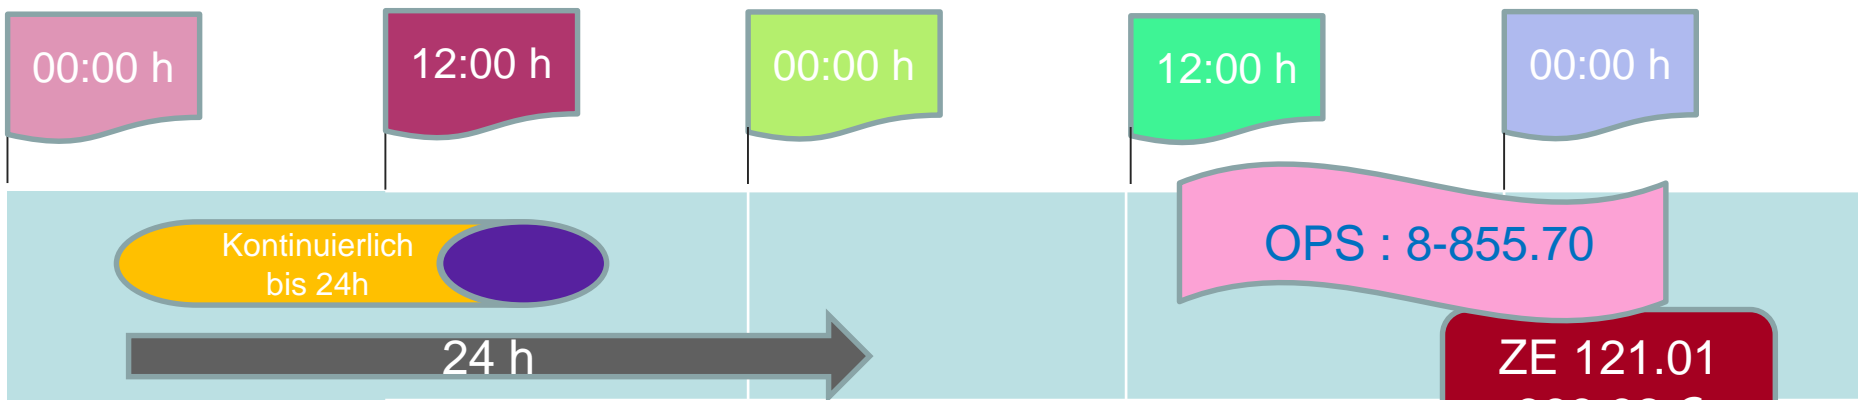 00:00 h
12:00 h
00:00 h
12:00 h
00:00 h
Kontinuierlich
bis 24h
OPS : 8-855.70
24 h
ZE 121.01